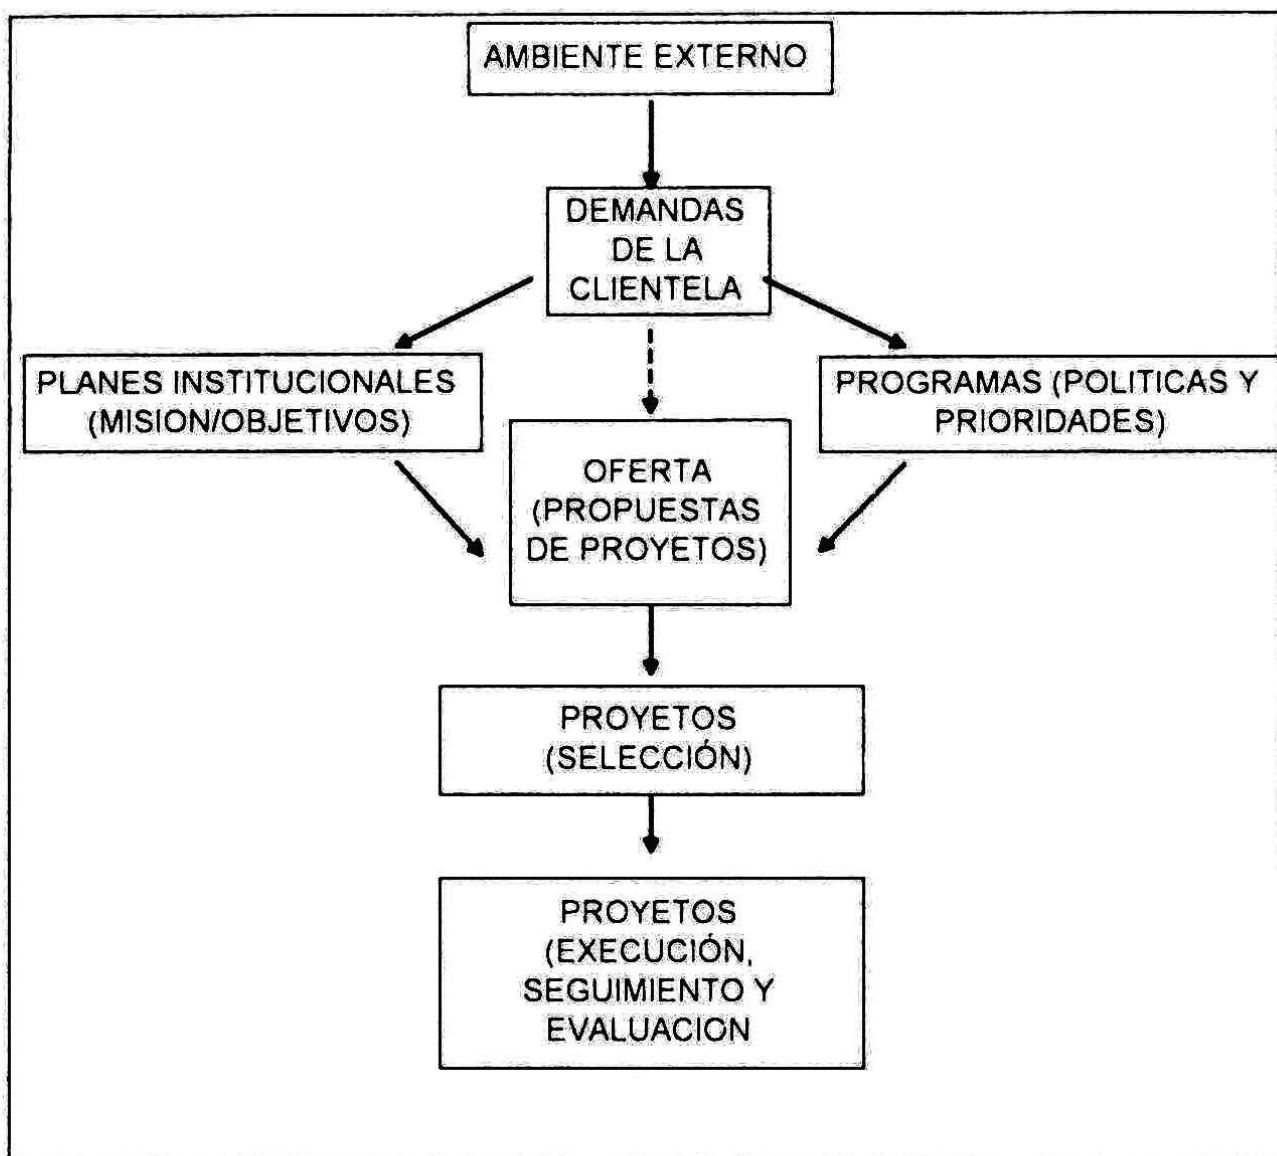 AMBIENTE EXTERNO
DEMANDAS
DE LA
CLIENTELA
PLANES INSTITUCIONALES
(MISION/OBJETIVOS)
PROGRAMAS (POLITICAS Y
PRIORIDADES)
OFERTA
(PROPUESTAS
DE PROYETOS)
PROYETOS
(SELECCIÓN)
PROYETOS
(EXECUCIÓN,
SEGUIMIENTO Y
EVALUACION